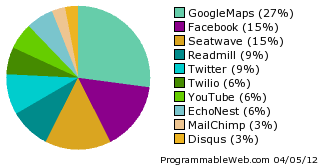 GoogleMaps (27%)
Facebook (15%)
Seatwave (15%)
Readmill (9%)
Twitter (9%)
Twilio (6%)
YouTube (6%)
EchoNest (6%)
MailChimp (3%)
Disqus (3%)
ProgrammableWeb.com 04/05/12